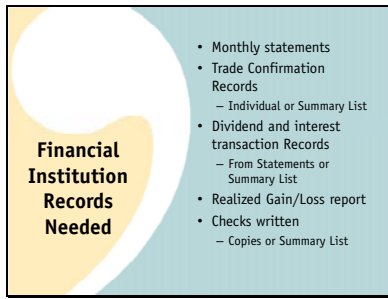 Financial
Institution
Records
Needed
• Monthly statements
• Trade Confirmation
Records
– Individual or Summary List
• Dividend and interest
transaction Records
– From Statements or
Summary List
• Realized Gain/Loss report
• Checks written
– Copies or Summary List